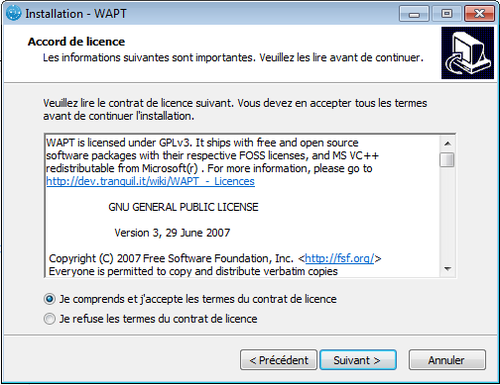 Installation - WAPT
Accord de licence
Les informations suivantes sont importantes. Veuillez les lire avant de continuer.
Veuillez lire le contrat de licence suivant. Vous devez en accepter tous les termes
avant de continuer l'installation.
WAPT is licensed under GPLv3. It ships with free and open source
software packages with their respective FOSS licenses, and MS VC++
redistributable from Microsoft(r) . For more information, please go to
http://dev.tranquil.it/wiki/WAPT_-_Licences
GNU GENERAL PUBLIC LICENSE
Version 3, 29 June 2007
Copyright (C) 2007 Free Software Foundation, Inc. <http://fsf.org/>
Everyone is permitted to copy and distribute verbatim copies
Je comprends et j'accepte les termes du contrat de licence
Je refuse les termes du contrat de licence
< Précédent
Suivant >
Annuler